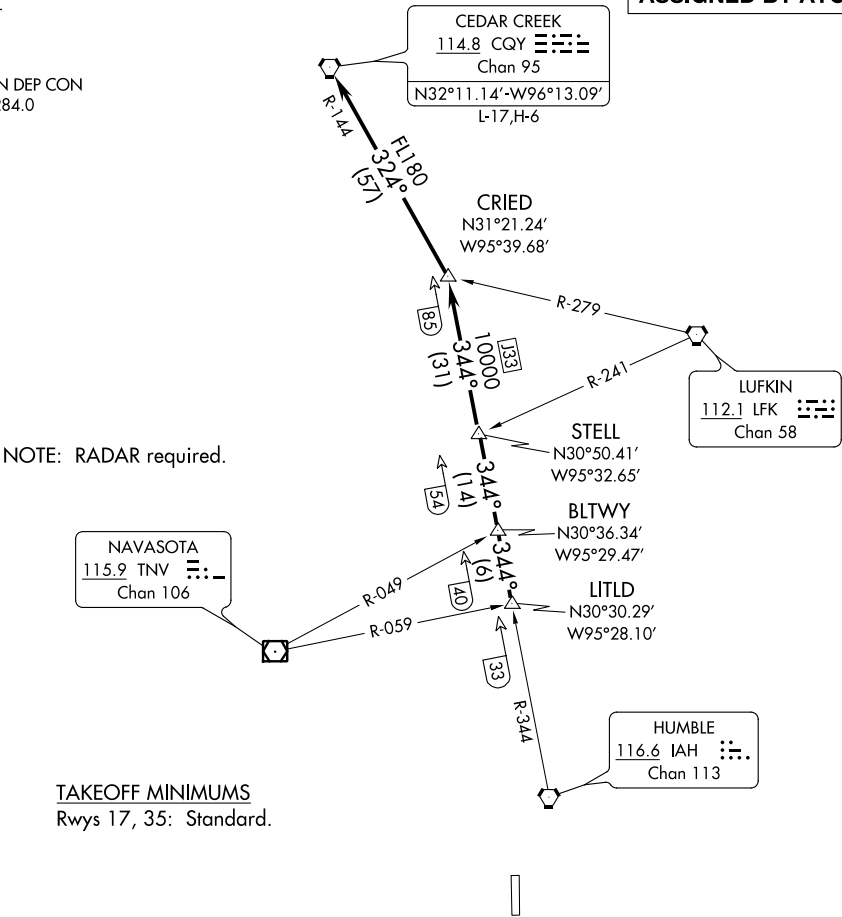 ASSIGNED BY ATC
N DEP CON
284.0
CEDAR CREEK
114.8 CQY
Chan 95
N32°11.14'-W96°13.09'
L-17,H-6
R-144
FL180
324°
(57)
CRIED
N31°21.24'
W95°39.68'
85
R-279
J33
10000
344°
(31)
R-241
LUFKIN
112.1 LFK
Chan 58
STELL
N30°50.41'
W95°32.65'
NOTE: RADAR required.
54
344°
(14)
BLTWY
N30°36.34'
W95°29.47'
NAVASOTA
115.9 TNV
Chan 106
R-049
40
344°
(6)
LITLD
N30°30.29'
W95°28.10'
R-059
33
R-344
HUMBLE
116.6 IAH
Chan 113
TAKEOFF MINIMUMS
Rwys 17, 35: Standard.